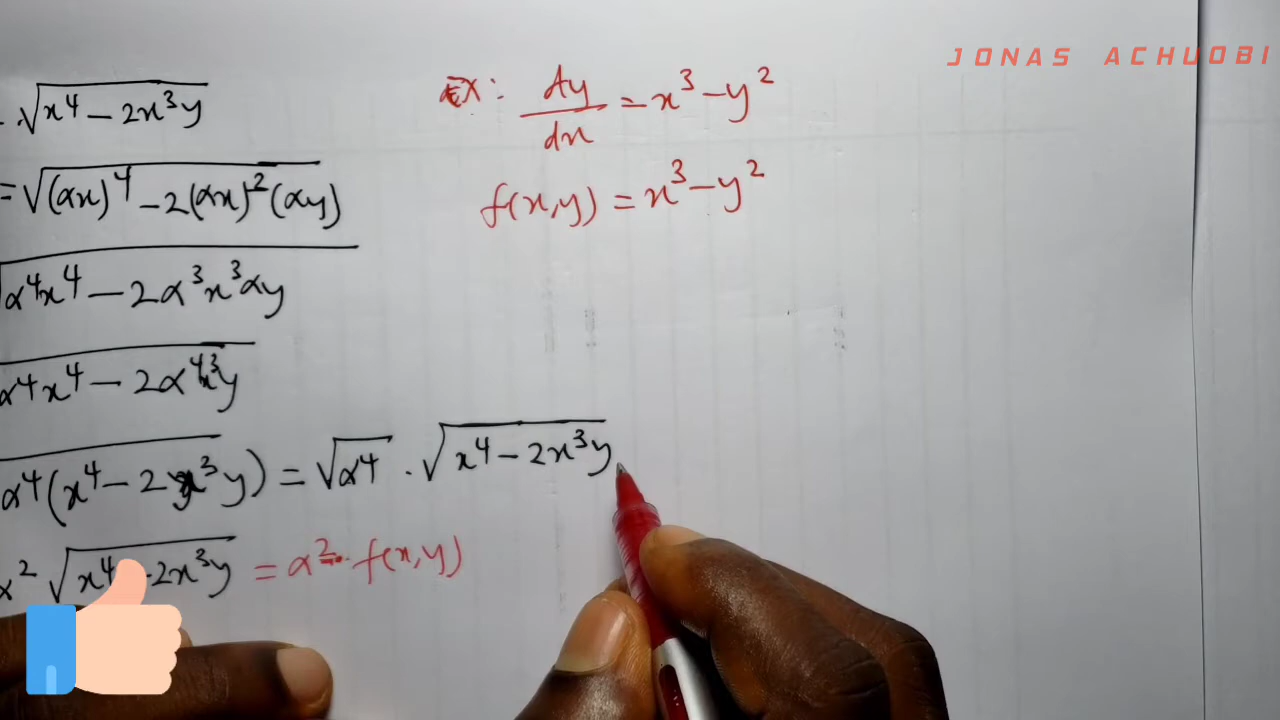 JONAS ACHUOBI
√(x⁴ − 2x³y
= √(αx)⁴ − 2(αx)²(αy)
α⁴x⁴ − 2α³x³αy
α⁴x⁴ − 2α⁴x³y
α⁴(x⁴ − 2x³y) = √α⁴ · √x⁴ − 2x³y
α² √x⁴ − 2x³y = α² · f(x,y)
EX: dy/dx = x³ − y²
f(x,y) = x³ − y²